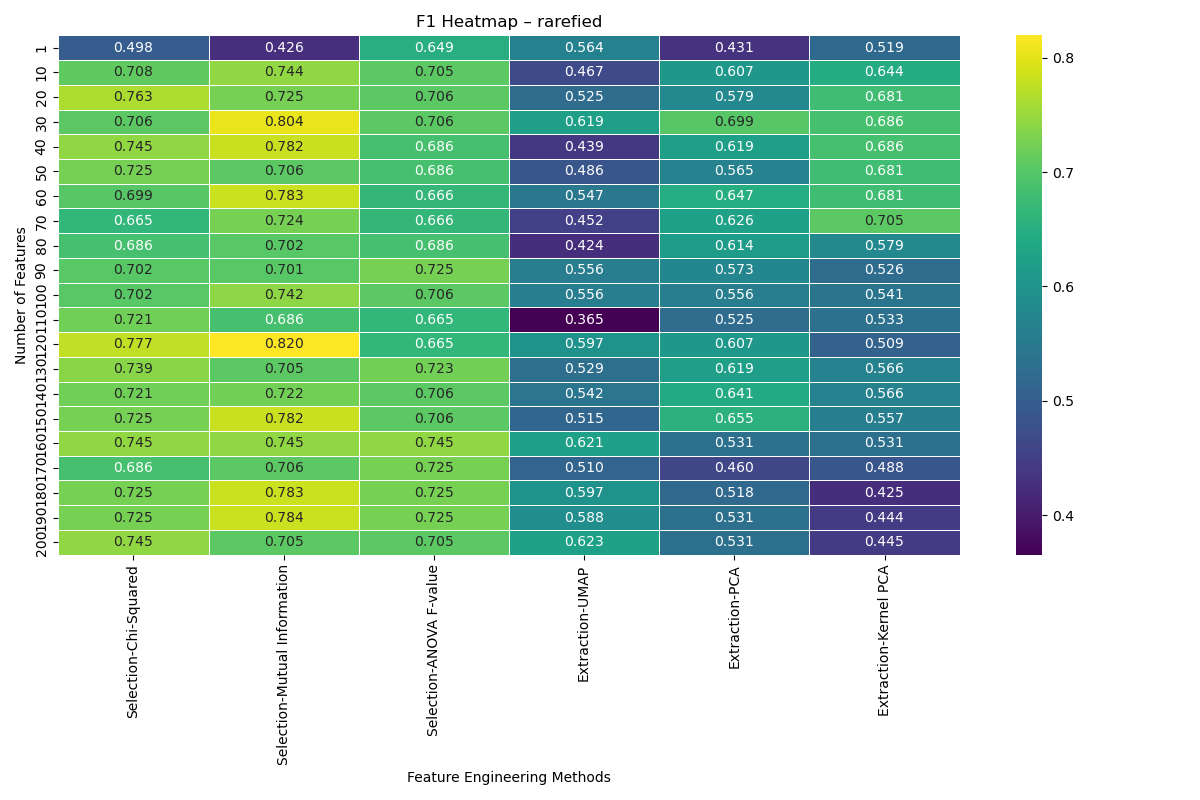 F1 Heatmap – rarefied
Number of Features
1 0.498 0.426 0.649 0.564 0.431 0.519
10 0.708 0.744 0.705 0.467 0.607 0.644
20 0.763 0.725 0.706 0.525 0.579 0.681
30 0.706 0.804 0.706 0.619 0.699 0.686
40 0.745 0.782 0.686 0.439 0.619 0.686
50 0.725 0.706 0.686 0.486 0.565 0.681
60 0.699 0.783 0.666 0.547 0.647 0.681
70 0.665 0.724 0.666 0.452 0.626 0.705
80 0.686 0.702 0.686 0.424 0.614 0.579
90 0.702 0.701 0.725 0.556 0.573 0.526
100 0.702 0.742 0.706 0.556 0.556 0.541
110 0.721 0.686 0.665 0.365 0.525 0.533
120 0.777 0.820 0.665 0.597 0.607 0.509
130 0.739 0.705 0.723 0.529 0.619 0.566
140 0.721 0.722 0.706 0.542 0.641 0.566
150 0.725 0.782 0.706 0.515 0.655 0.557
160 0.745 0.745 0.745 0.621 0.531 0.531
170 0.686 0.706 0.725 0.510 0.460 0.488
180 0.725 0.783 0.725 0.597 0.518 0.425
190 0.725 0.784 0.725 0.588 0.531 0.444
200 0.745 0.705 0.705 0.623 0.531 0.445
Selection-Chi-Squared
Selection-Mutual Information
Selection-ANOVA F-value
Extraction-UMAP
Extraction-PCA
Extraction-Kernel PCA
Feature Engineering Methods
0.8
0.7
0.6
0.5
0.4